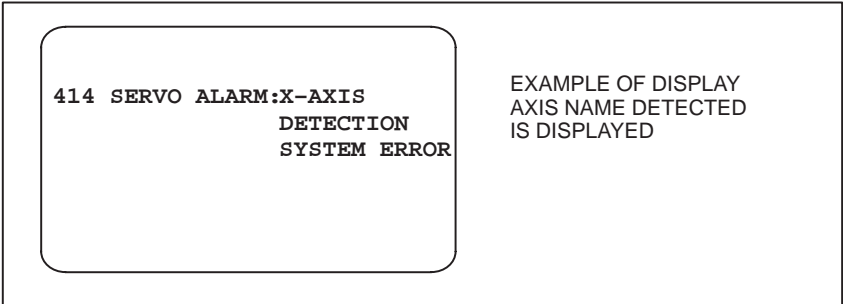 414 SERVO ALARM:X–AXIS
DETECTION
SYSTEM ERROR
EXAMPLE OF DISPLAY
AXIS NAME DETECTED
IS DISPLAYED